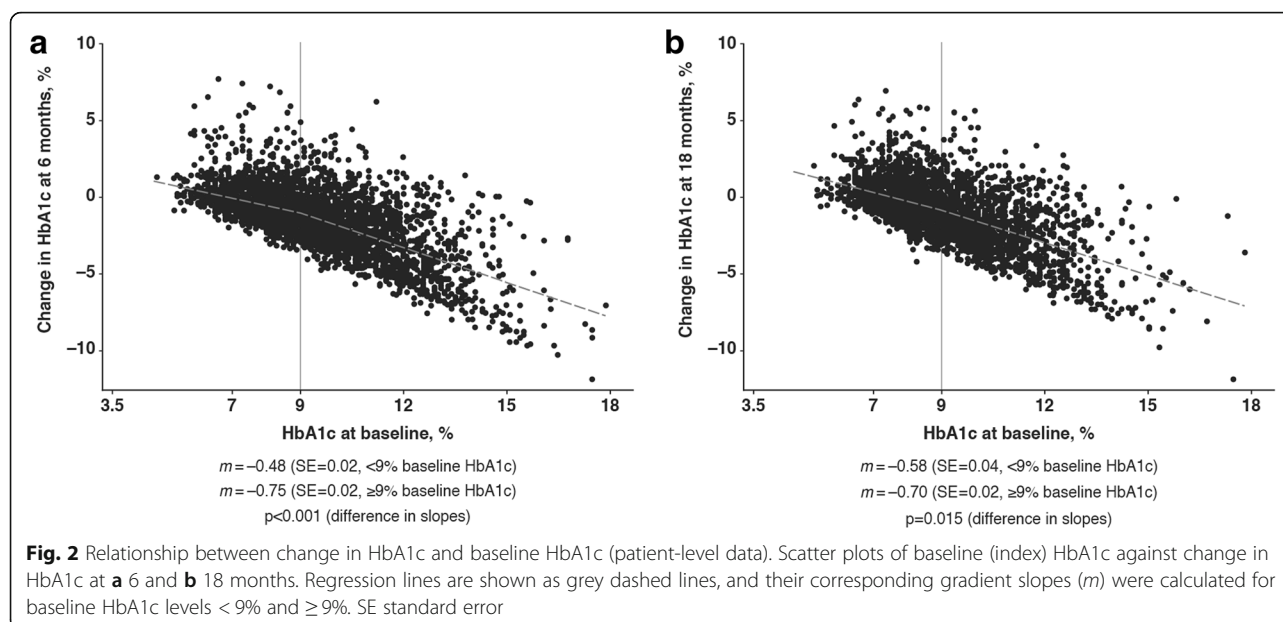 a
Change in HbA1c at 6 months, %
10
5
0
−5
−10
3.5 7 9 12 15 18
HbA1c at baseline, %
m=−0.48 (SE=0.02, <9% baseline HbA1c)
m=−0.75 (SE=0.02, ≥9% baseline HbA1c)
p<0.001 (difference in slopes)
b
Change in HbA1c at 18 months, %
10
5
0
−5
−10
3.5 7 9 12 15 18
HbA1c at baseline, %
m=−0.58 (SE=0.04, <9% baseline HbA1c)
m=−0.70 (SE=0.02, ≥9% baseline HbA1c)
p=0.015 (difference in slopes)
Fig. 2 Relationship between change in HbA1c and baseline HbA1c (patient-level data). Scatter plots of baseline (index) HbA1c against change in
HbA1c at a 6 and b 18 months. Regression lines are shown as grey dashed lines, and their corresponding gradient slopes (m) were calculated for
baseline HbA1c levels < 9% and ≥ 9%. SE standard error